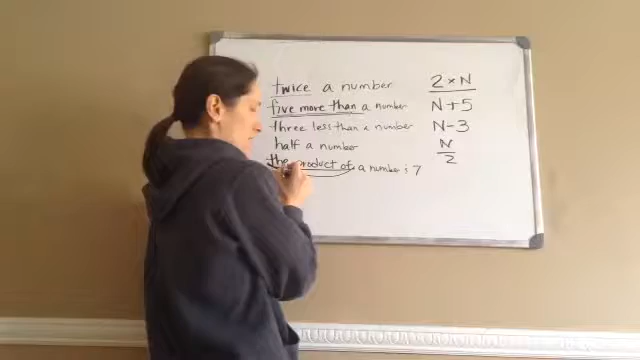 twice a number 2 × N
five more than a number N + 5
three less than a number N - 3
half a number N/2
the product of a number & 7